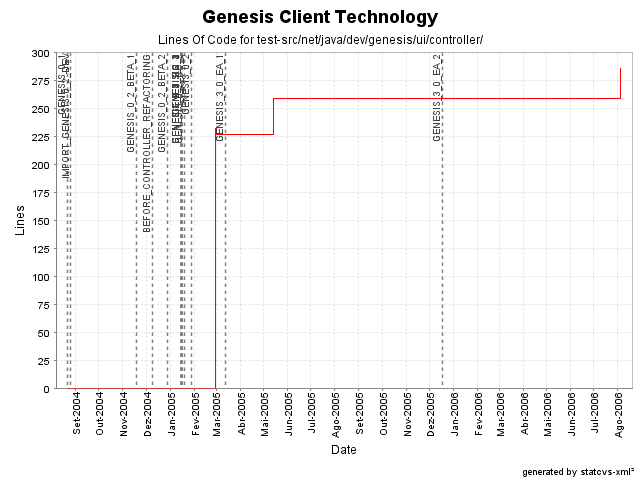 Genesis Client Technology
Lines Of Code for test-src/net/java/dev/genesis/ui/controller/
300
275
250
225
200
175
150
125
100
75
50
25
0
Lines
GENESIS_0_2_BETA_1
BEFORE_CONTROLLER_REFACTORING
GENESIS_0_2_BETA_2
GENESIS_3_0_EA_1
GENESIS_3_0_EA_2
Set-2004
Out-2004
Nov-2004
Dez-2004
Jan-2005
Fev-2005
Mar-2005
Abr-2005
Mai-2005
Jun-2005
Jul-2005
Ago-2005
Set-2005
Out-2005
Nov-2005
Dez-2005
Jan-2006
Fev-2006
Mar-2006
Abr-2006
Mai-2006
Jun-2006
Jul-2006
Ago-2006
Date
generated by statcvs-xml²